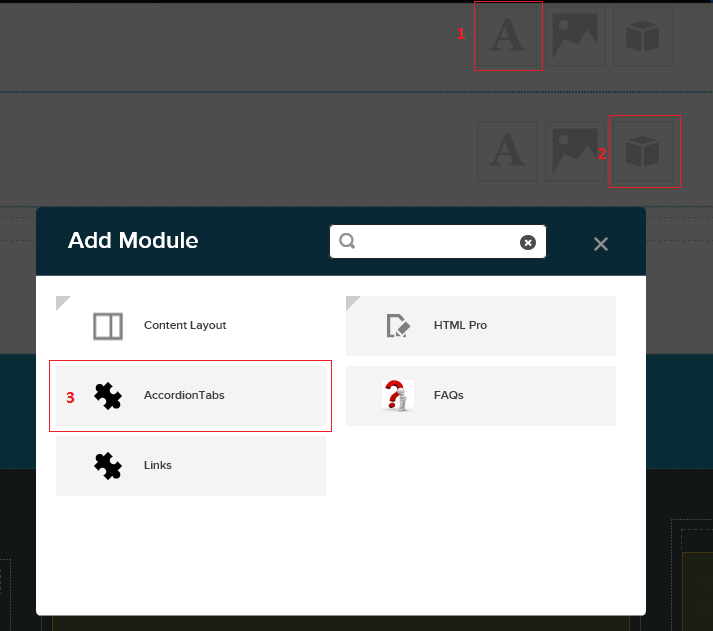 1
A
2
A
Add Module
Content Layout
HTML Pro
3
AccordionTabs
FAQs
Links